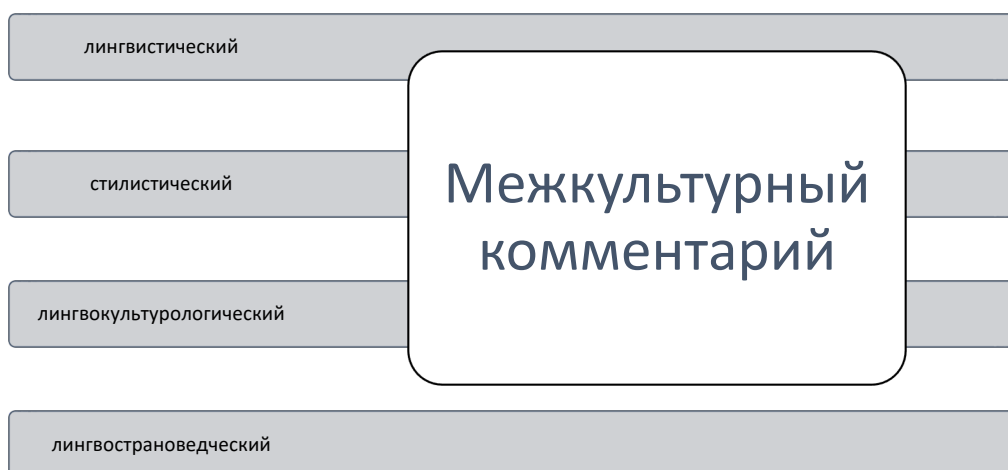 лингвистический
стилистический
Межкультурный
комментарий
лингвокультурологический
лингвострановедческий